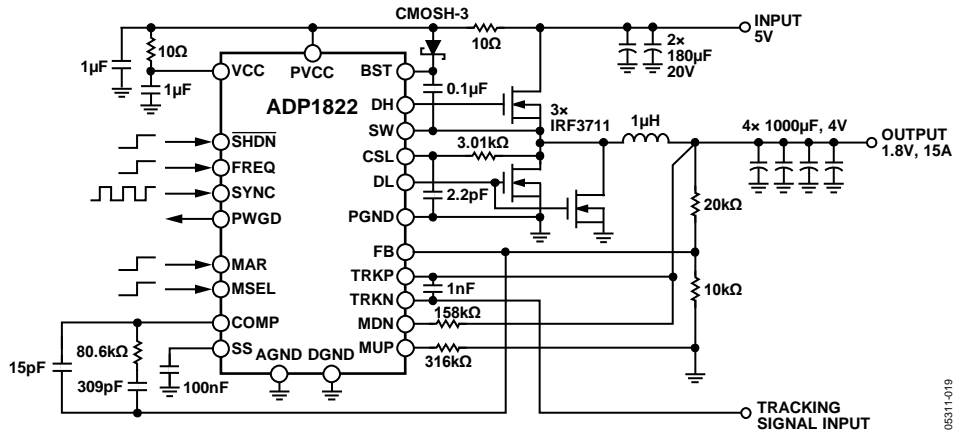 CMOSH-3
INPUT
5V
10Ω
10Ω
2×
180µF
20V
1µF
1µF
VCC
PVCC
BST
0.1µF
ADP1822
DH
3×
IRF3711
SW
1µH
4× 1000µF, 4V
OUTPUT
1.8V, 15A
SHDN
CSL
3.01kΩ
FREQ
DL
SYNC
2.2pF
20kΩ
PWGD
PGND
FB
MAR
TRKP
MSEL
1nF
10kΩ
TRKN
158kΩ
COMP
MDN
80.6kΩ
SS
MUP
15pF
AGND DGND
316kΩ
309pF
100nF
TRACKING
SIGNAL INPUT
05311-019